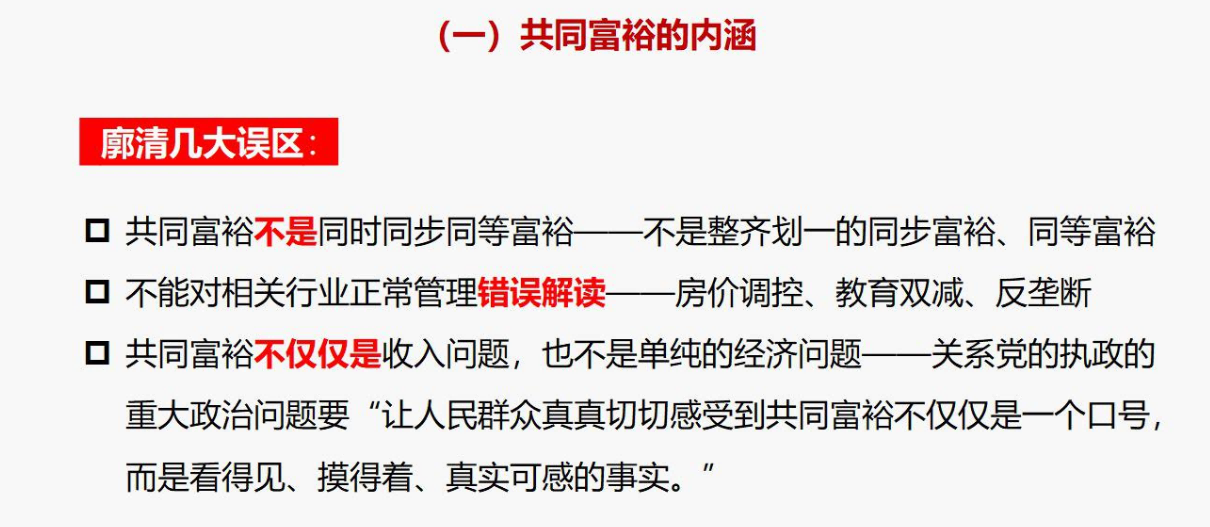 （一）共同富裕的内涵
廓清几大误区：
共同富裕不是同时同步同等富裕——不是整齐划一的同步富裕、同等富裕
不能对相关行业正常管理错误解读——房价调控、教育双减、反垄断
共同富裕不仅仅是收入问题，也不是单纯的经济问题——关系党的执政的
重大政治问题要“让人民群众真真切切感受到共同富裕不仅仅是一个口号，
而是看得见、摸得着、真实可感的事实。”